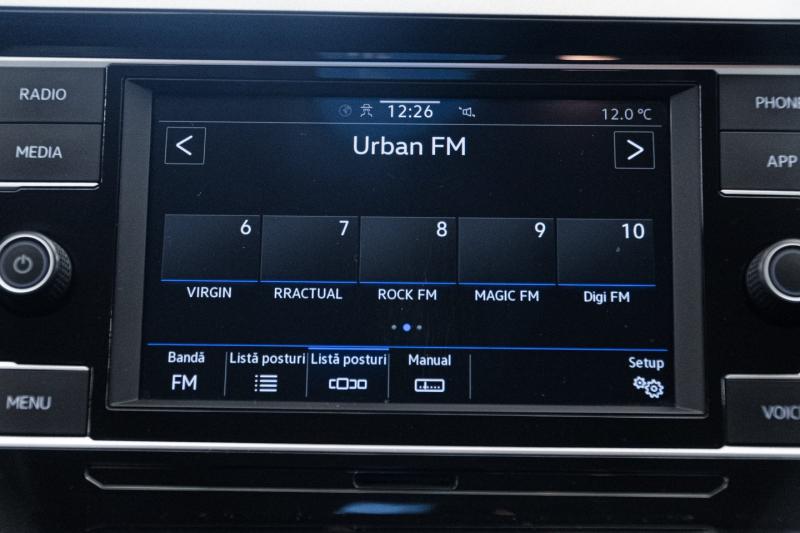 RADIO
MEDIA
MENU
12:26
12.0 °C
<
Urban FM
>
6
7
8
9
10
VIRGIN
RRACTUAL
ROCK FM
MAGIC FM
Digi FM
Bandă
FM
Listă posturi
Listă posturi
Manual
Setup
PHONE
APP
VOIC